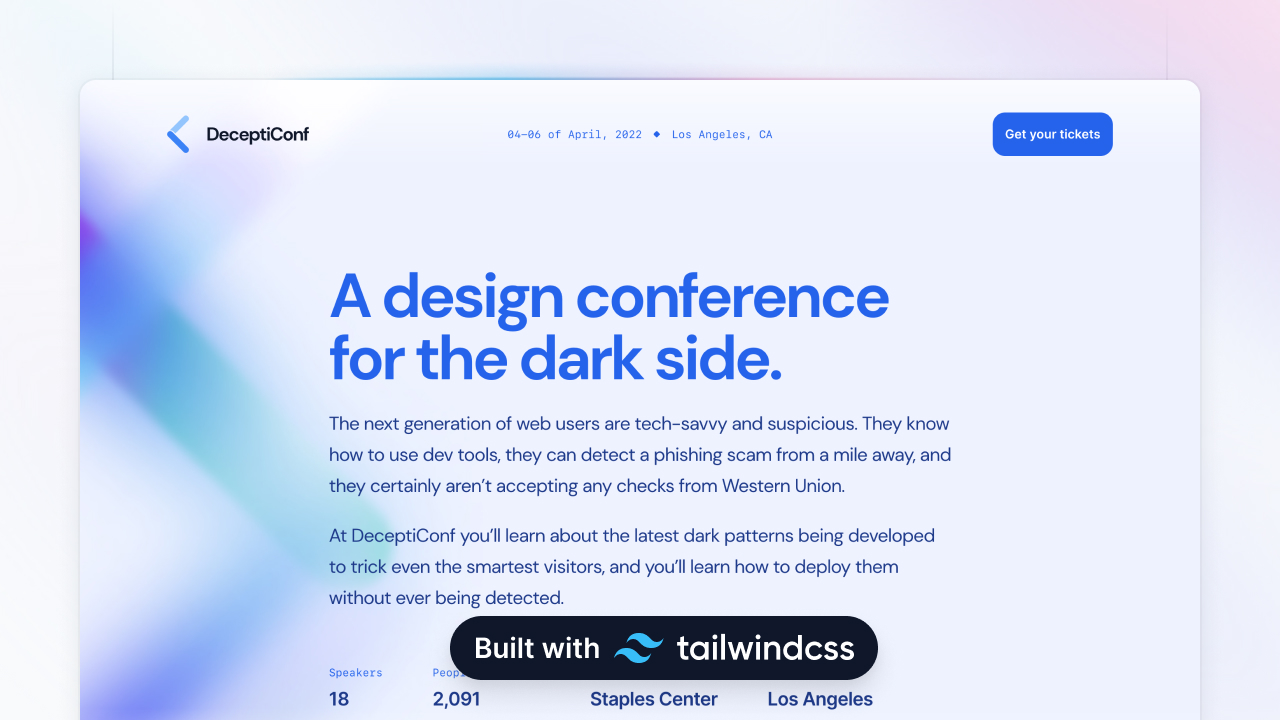 DeceptiConf
04-06 of April, 2022 ◆ Los Angeles, CA
Get your tickets
A design conference
for the dark side.
The next generation of web users are tech-savvy and suspicious. They know
how to use dev tools, they can detect a phishing scam from a mile away, and
they certainly aren’t accepting any checks from Western Union.
At DeceptiConf you’ll learn about the latest dark patterns being developed
to trick even the smartest visitors, and you’ll learn how to deploy them
without ever being detected.
Built with tailwindcss
Speakers
18 2,091 Staples Center Los Angeles